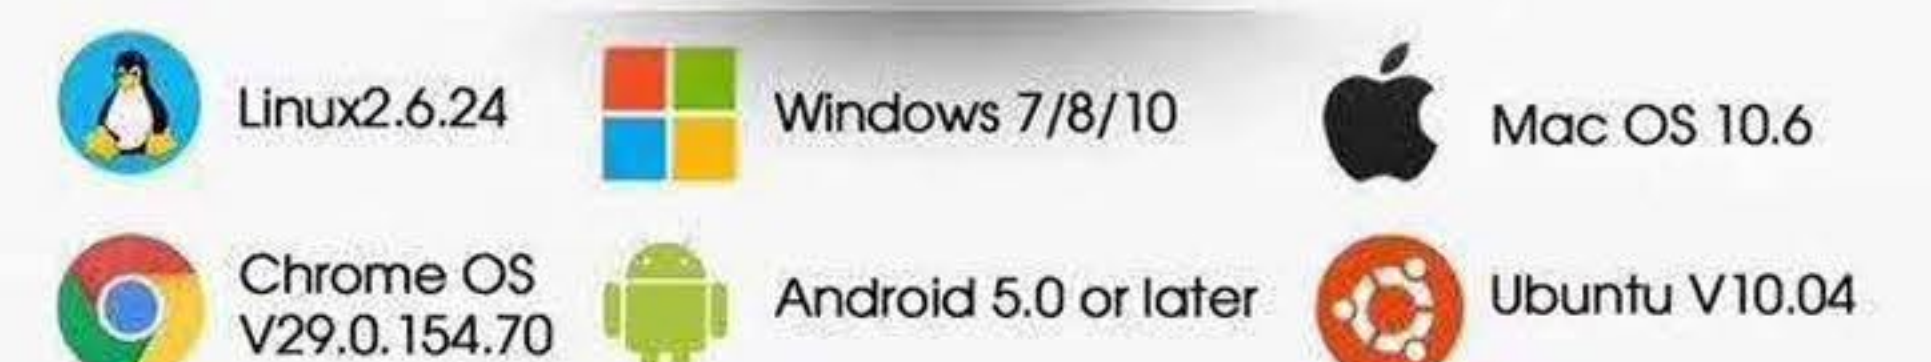 Linux2.6.24
Windows 7/8/10
Mac OS 10.6
Chrome OS
V29.0.154.70
Android 5.0 or later
Ubuntu V10.04